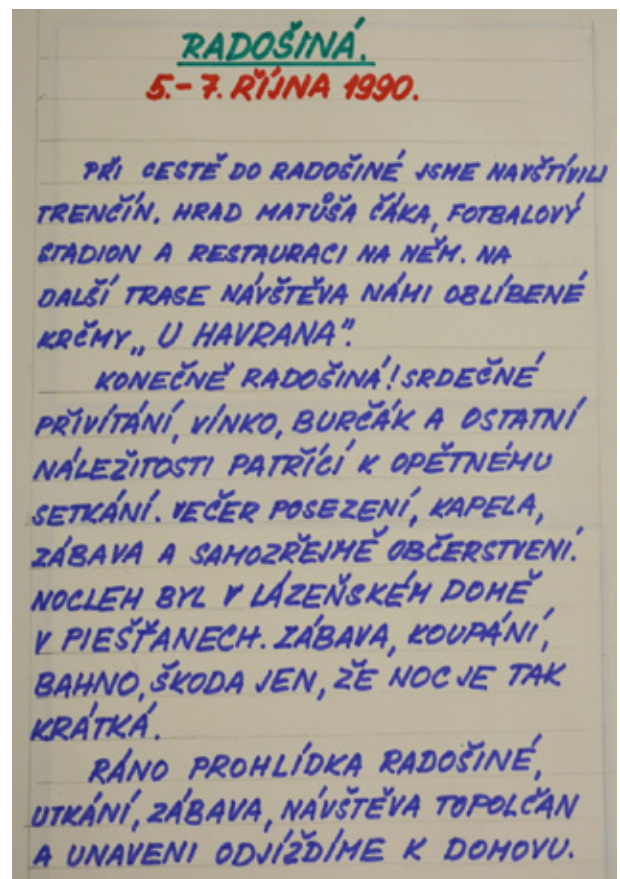 RADOŠINÁ.
5.-7. ŘÍJNA 1990.
PŘI CESTĚ DO RADOŠINÉ JSME NAVŠTÍVILI
TRENČÍN. HRAD MATÚŠA ČÁKA, FOTBALOVÝ
STADION A RESTAURACI NA NĚM. NA
DALŠÍ TRASE NÁVŠTĚVA NÁMI OBLÍBENÉ
KRČMY „U HAVRANA".
KONEČNĚ RADOŠINÁ! SRDEČNÉ
PŘIVÍTÁNÍ, VÍNKO, BURČÁK A OSTATNÍ
NÁLEŽITOSTI PATŘÍCÍ K OPĚTNÉMU
SETKÁNÍ. VEČER POSEZENÍ, KAPELA,
ZÁBAVA A SAMOZŘEJMĚ OBČERSTVENÍ.
NOCLEH BYL V LÁZEŇSKÉM DOMĚ
V PIEŠŤANECH. ZÁBAVA, KOUPÁNÍ,
BAHNO, ŠKODA JEN, ŽE NOC JE TAK
KRÁTKÁ.
RÁNO PROHLÍDKA RADOŠINÉ,
UTKÁNÍ, ZÁBAVA, NÁVŠTĚVA TOPOLČAN
A UNAVENI ODJÍŽDÍME K DOMOVU.